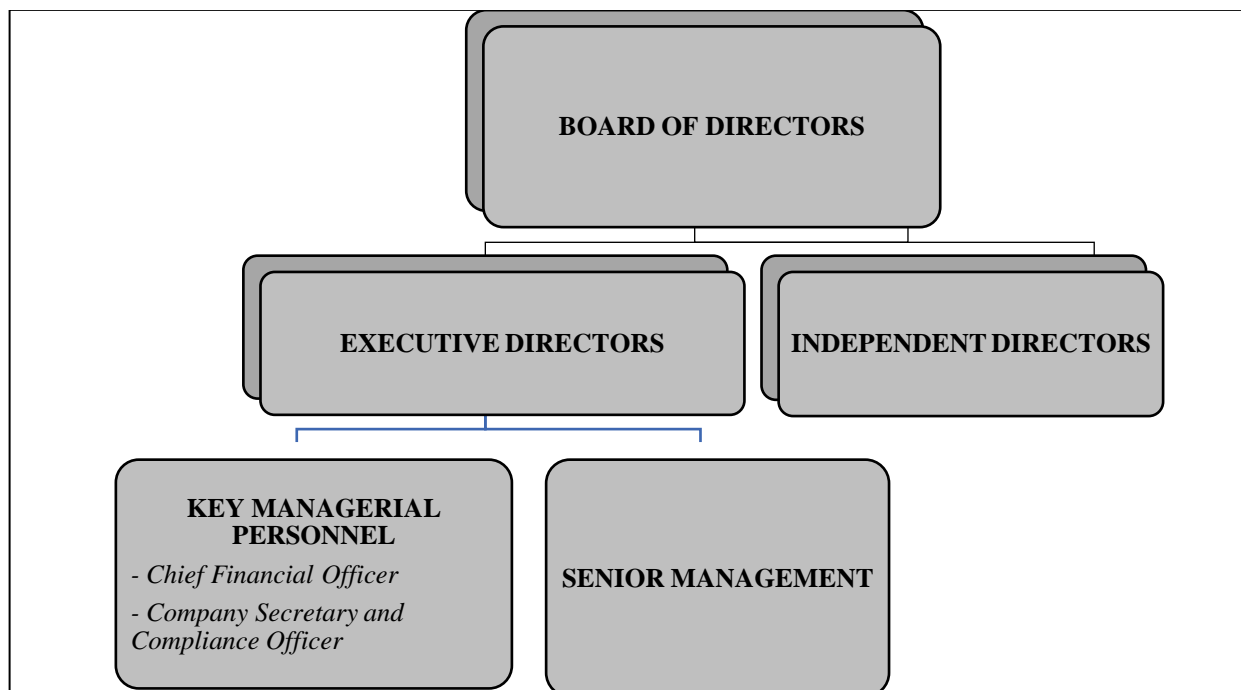 BOARD OF DIRECTORS
EXECUTIVE DIRECTORS
INDEPENDENT DIRECTORS
KEY MANAGERIAL
PERSONNEL
- Chief Financial Officer
- Company Secretary and
Compliance Officer
SENIOR MANAGEMENT